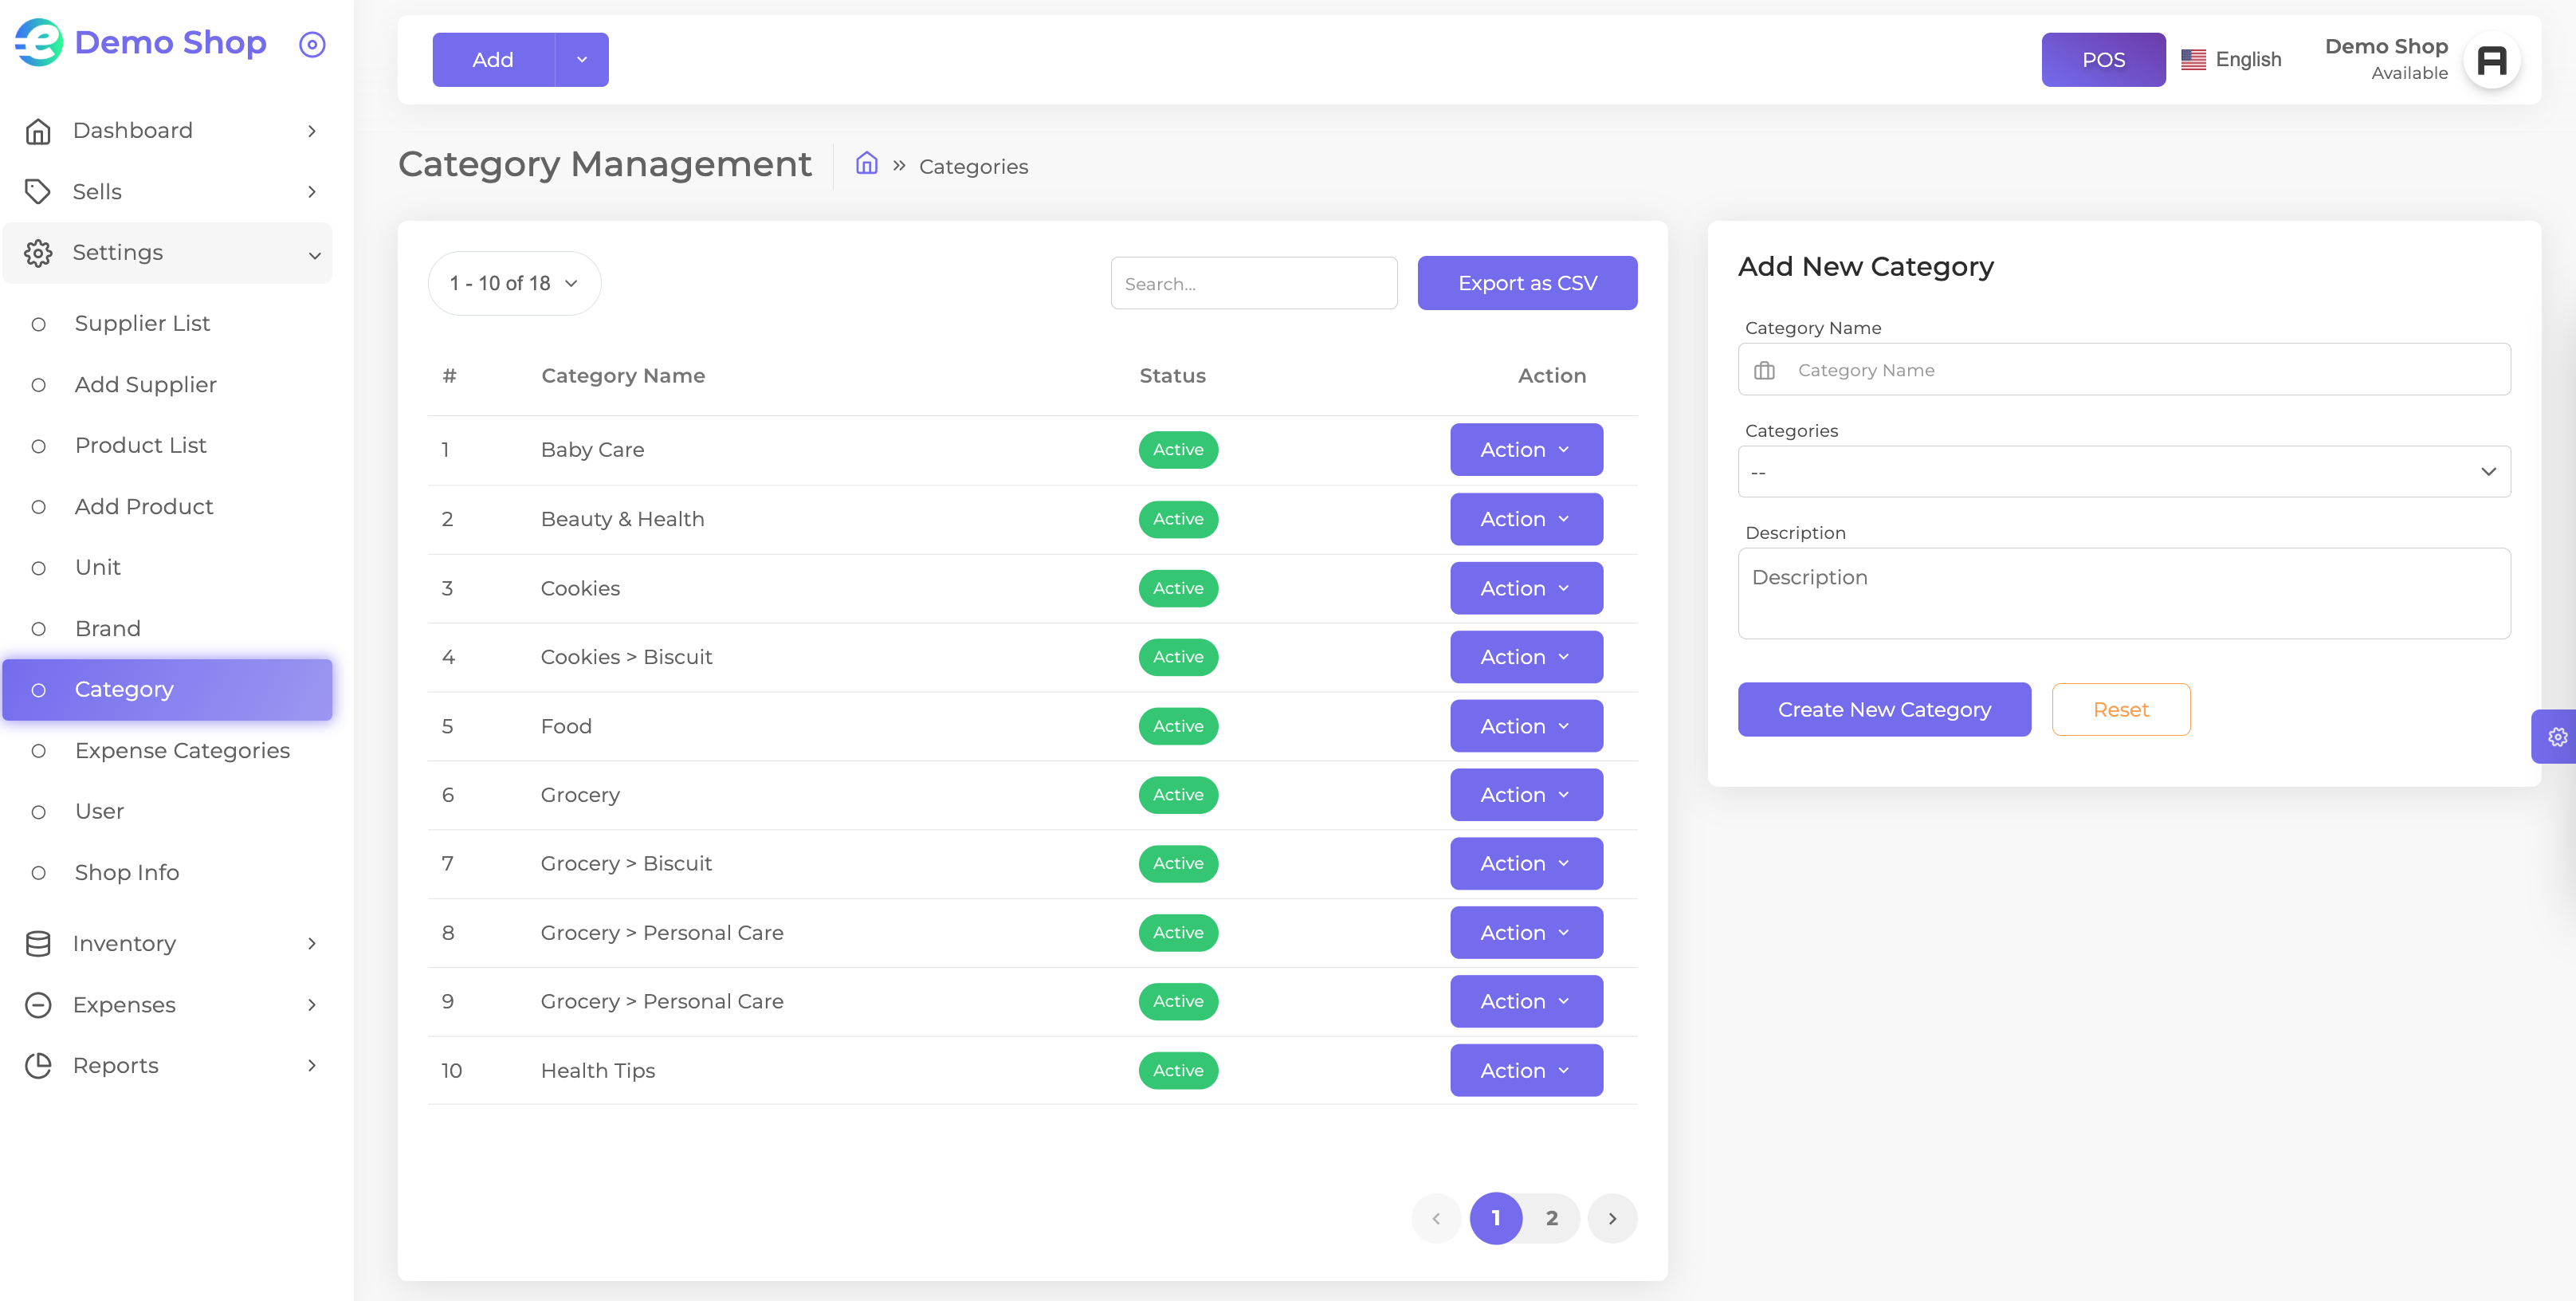 Demo Shop
Dashboard
Sells
Settings
Supplier List
Add Supplier
Product List
Add Product
Unit
Brand
Category
Expense Categories
User
Shop Info
Inventory
Expenses
Reports
Add
POS
English
Demo Shop
Available
Category Management
» Categories
1 - 10 of 18
Search...
Export as CSV
# Category Name Status Action
1 Baby Care Active Action
2 Beauty & Health Active Action
3 Cookies Active Action
4 Cookies > Biscuit Active Action
5 Food Active Action
6 Grocery Active Action
7 Grocery > Biscuit Active Action
8 Grocery > Personal Care Active Action
9 Grocery > Personal Care Active Action
10 Health Tips Active Action
1 2
Add New Category
Category Name
Category Name
Categories
--
Description
Description
Create New Category
Reset